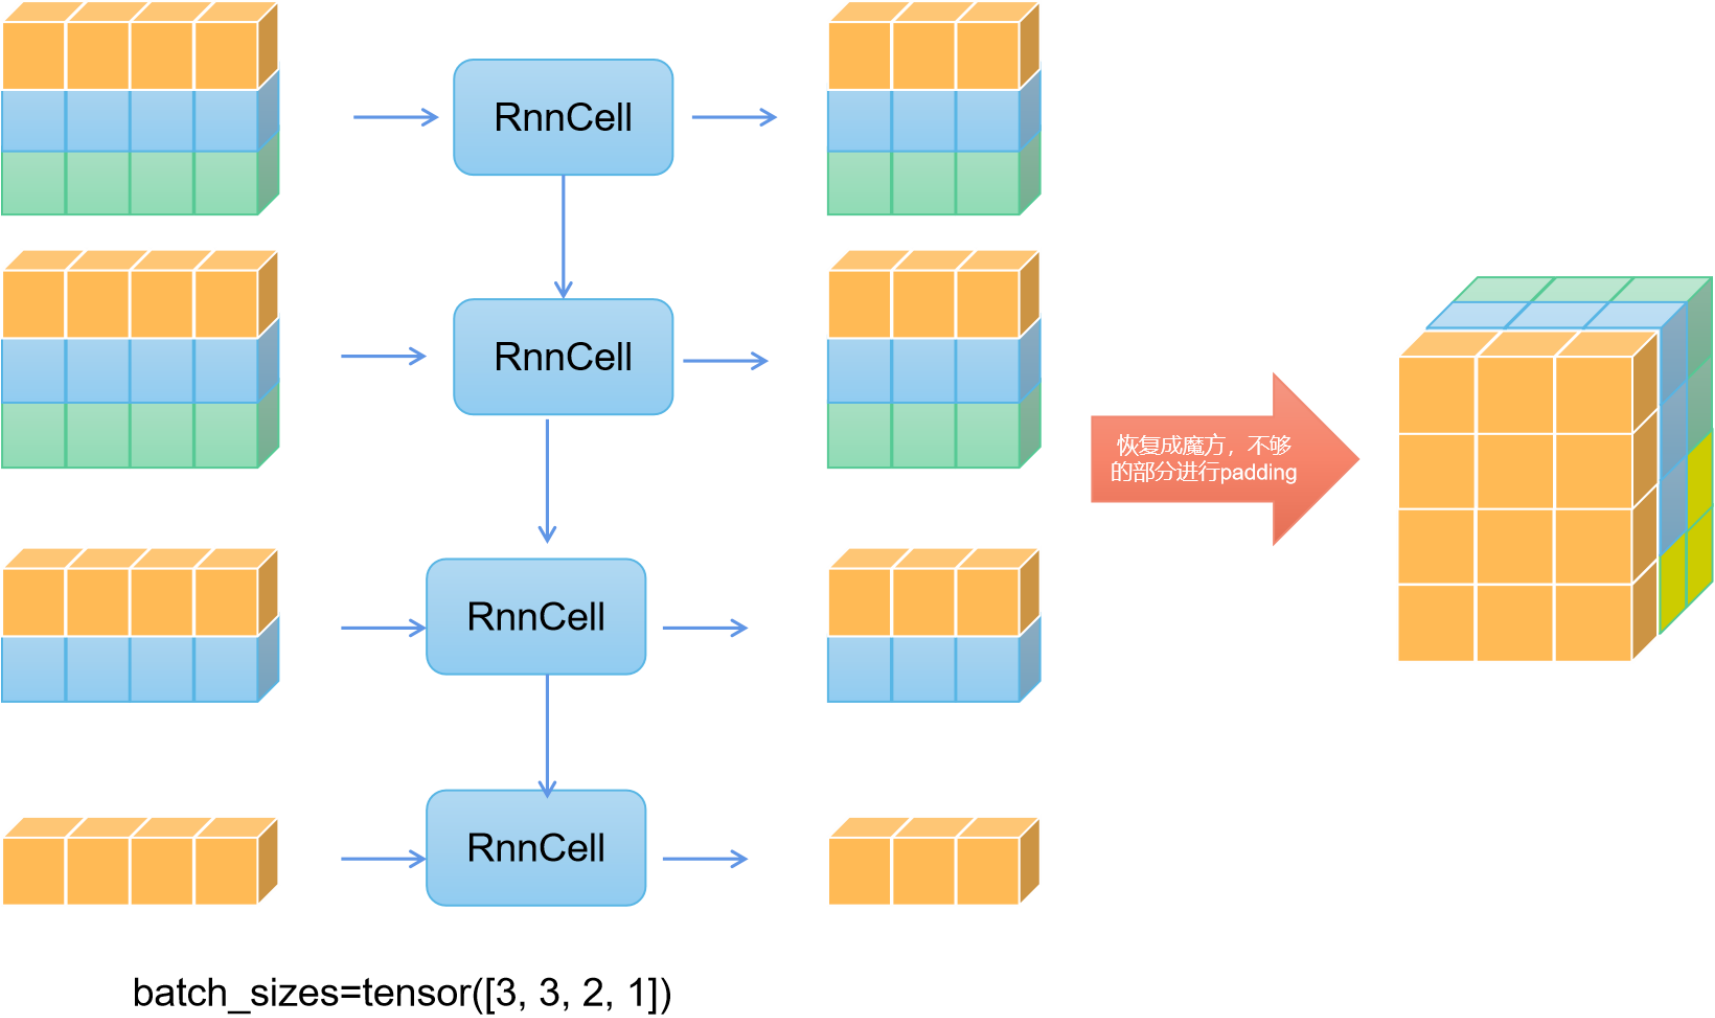 RnnCell
RnnCell
恢复成魔方，不够
的部分进行padding
RnnCell
RnnCell
batch_sizes=tensor([3, 3, 2, 1])